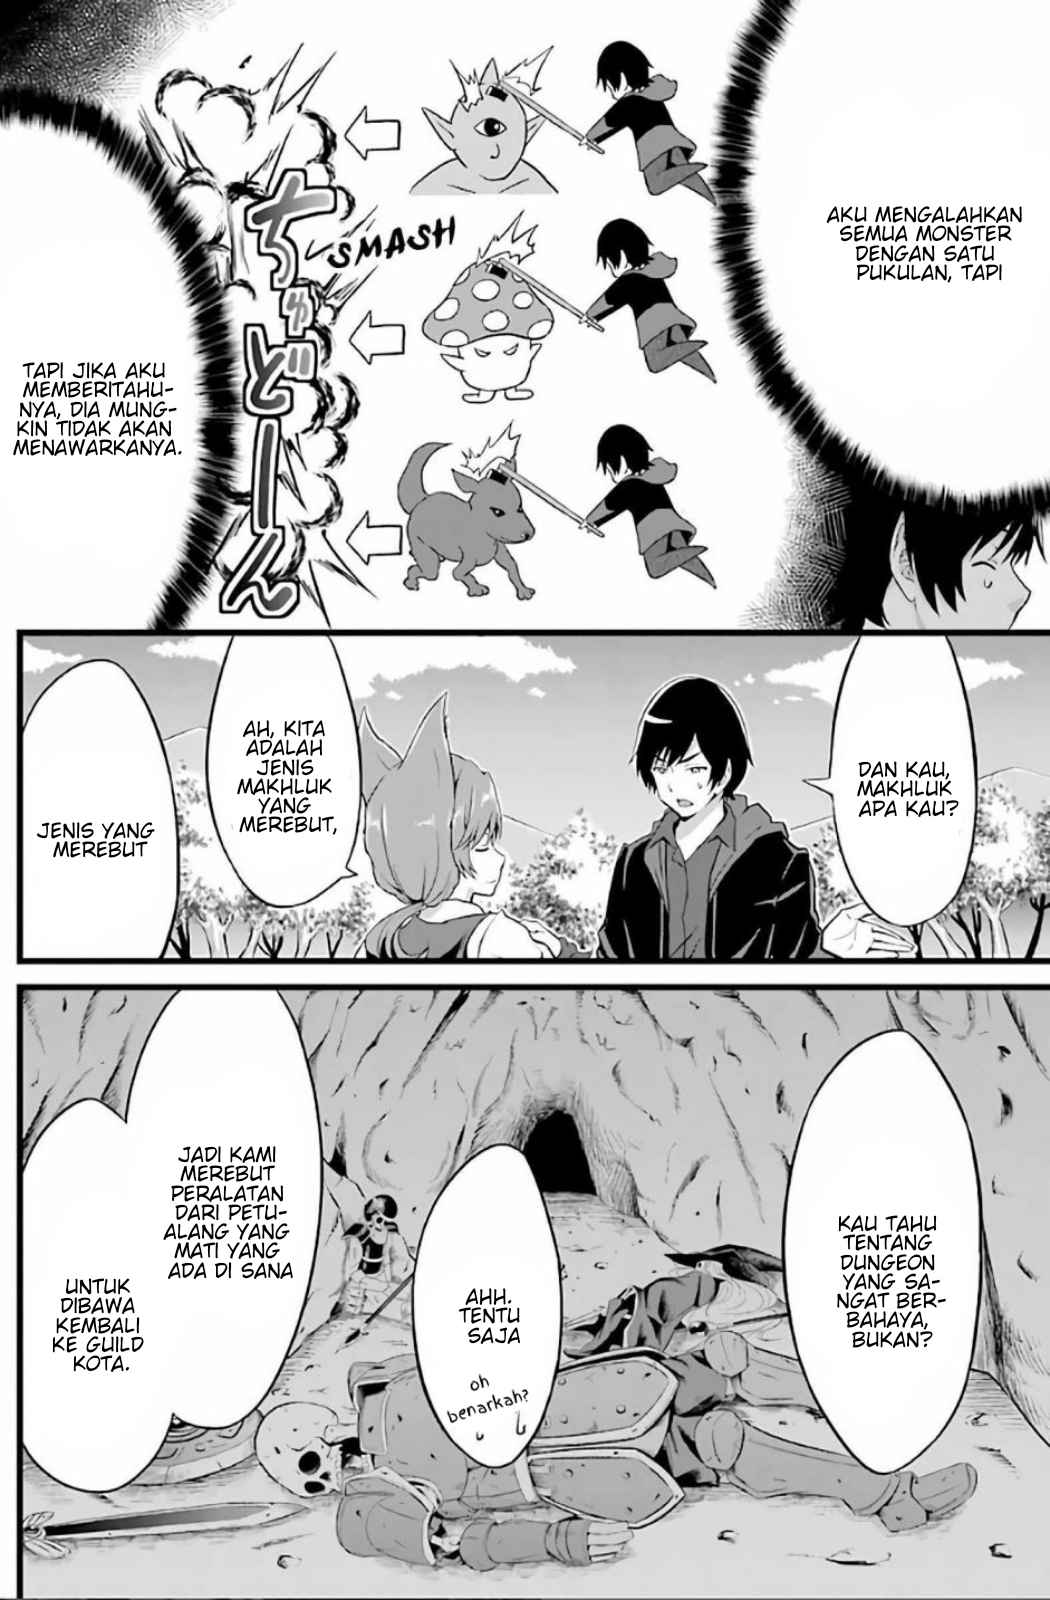 AKU MENGALAHKAN
SEMUA MONSTER
DENGAN SATU
PUKULAN, TAPI
SMASH
ちゅどーん
TAPI JIKA AKU
MEMBERITAHU-
NYA, DIA MUNG-
KIN TIDAK AKAN
MENAWARKANYA.
DAN KAU,
MAKHLUK
APA KAU?
AH, KITA
ADALAH
JENIS
MAKHLUK
YANG
MEREBUT,
JENIS YANG
MEREBUT
KAU TAHU
TENTANG
DUNGEON
YANG SA-
NGAT BER-
BAHAYA,
BUKAN?
AHH.
TENTU
SAJA
oh
benarkah?
JADI KAMI
MEREBUT
PERALATAN
DARI PETU-
ALANG YANG
MATI YANG
ADA DI SANA
UNTUK
DIBAWA
KEMBALI
KE GUILD
KOTA.